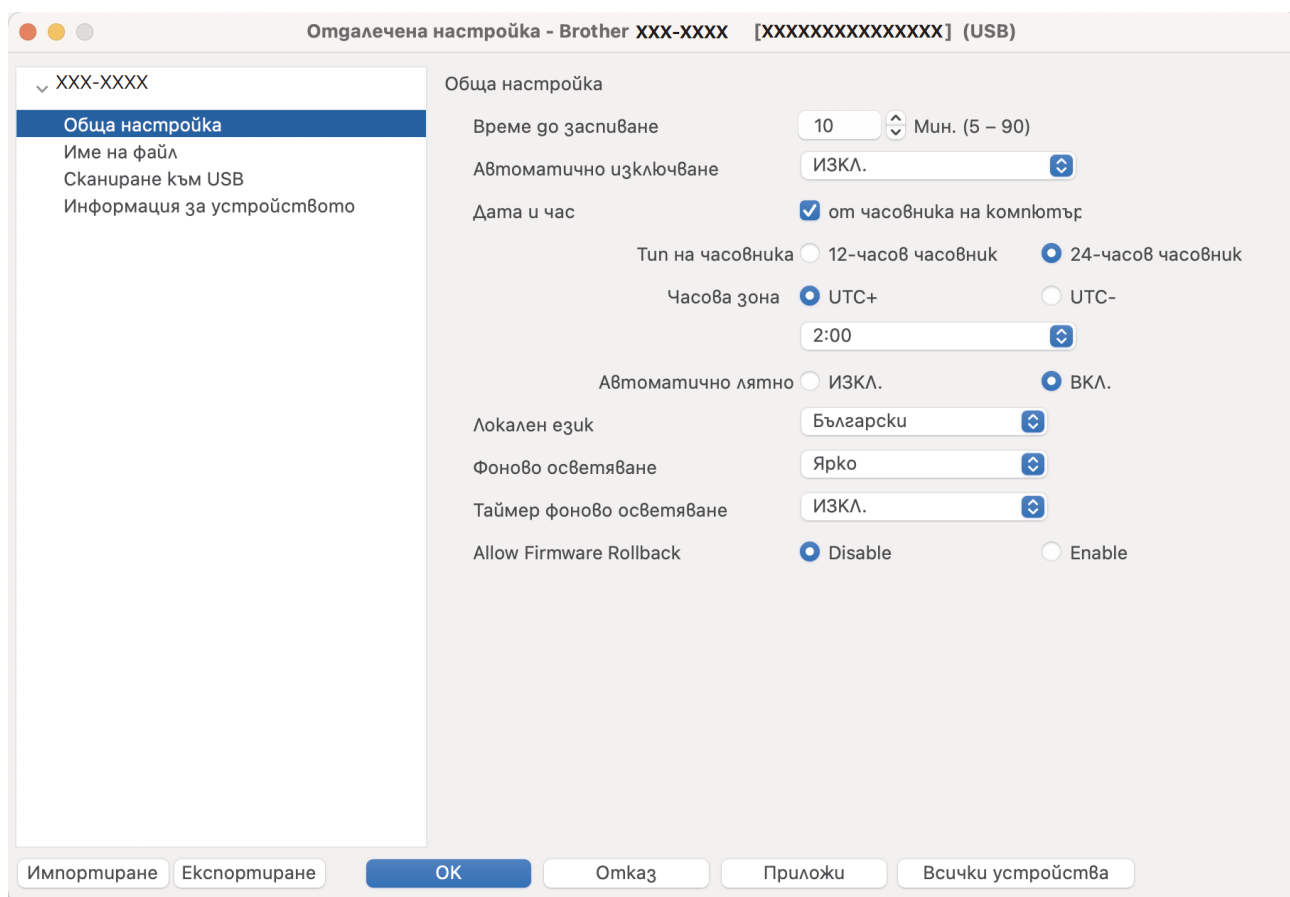 Отдалечена настройка - Brother XXX-XXXX [XXXXXXXXXXXXXXX] (USB)
XXX-XXXX
Обща настройка
Име на файл
Сканиране към USB
Информация за устройството
Обща настройка
Време до заспиване 10 Мин. (5 – 90)
Автоматично изключване ИЗКЛ.
Дата и час от часовника на компютър
Тип на часовника 12-часов часовник 24-часов часовник
Часова зона UTC+ UTC-
2:00
Автоматично лятно ИЗКЛ. ВКЛ.
Локален език Български
Фоново осветяване Ярко
Таймер фоново осветяване ИЗКЛ.
Allow Firmware Rollback Disable Enable
Импортиране Експортиране OK Отказ Приложи Всички устройства